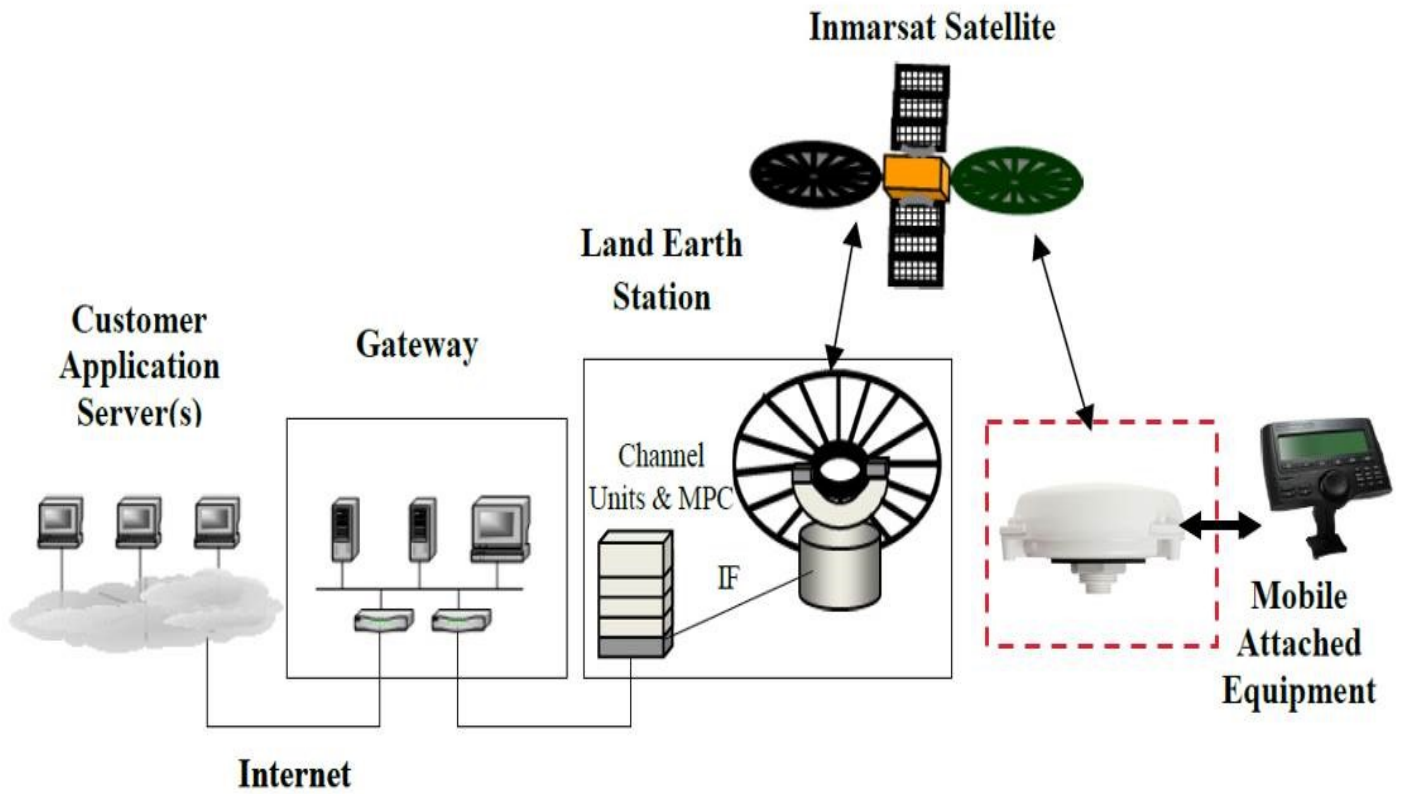 Inmarsat Satellite
Land Earth
Station
Customer
Application
Server(s)
Gateway
Channel
Units & MPC
IF
Mobile
Attached
Equipment
Internet